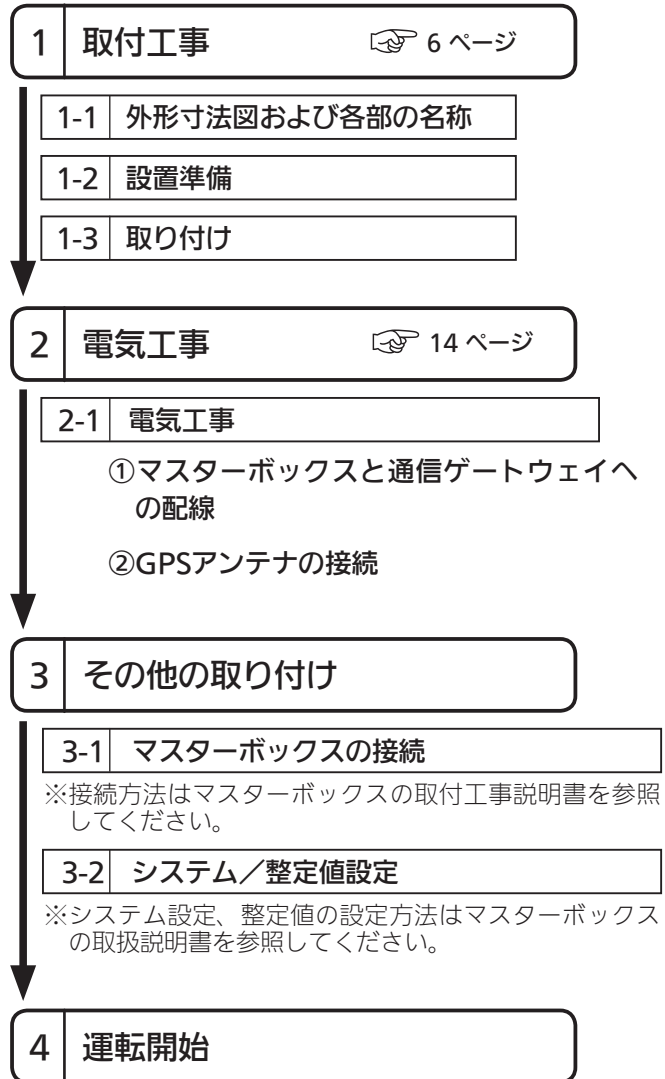 1 取付工事 ☞ 6 ページ
1-1 外形寸法図および各部の名称
1-2 設置準備
1-3 取り付け
2 電気工事 ☞ 14 ページ
2-1 電気工事
①マスターボックスと通信ゲートウェイへ
の配線
②GPSアンテナの接続
3 その他の取り付け
3-1 マスターボックスの接続
※接続方法はマスターボックスの取付工事説明書を参照
してください。
3-2 システム／整定値設定
※システム設定、整定値の設定方法はマスターボックス
の取扱説明書を参照してください。
4 運転開始